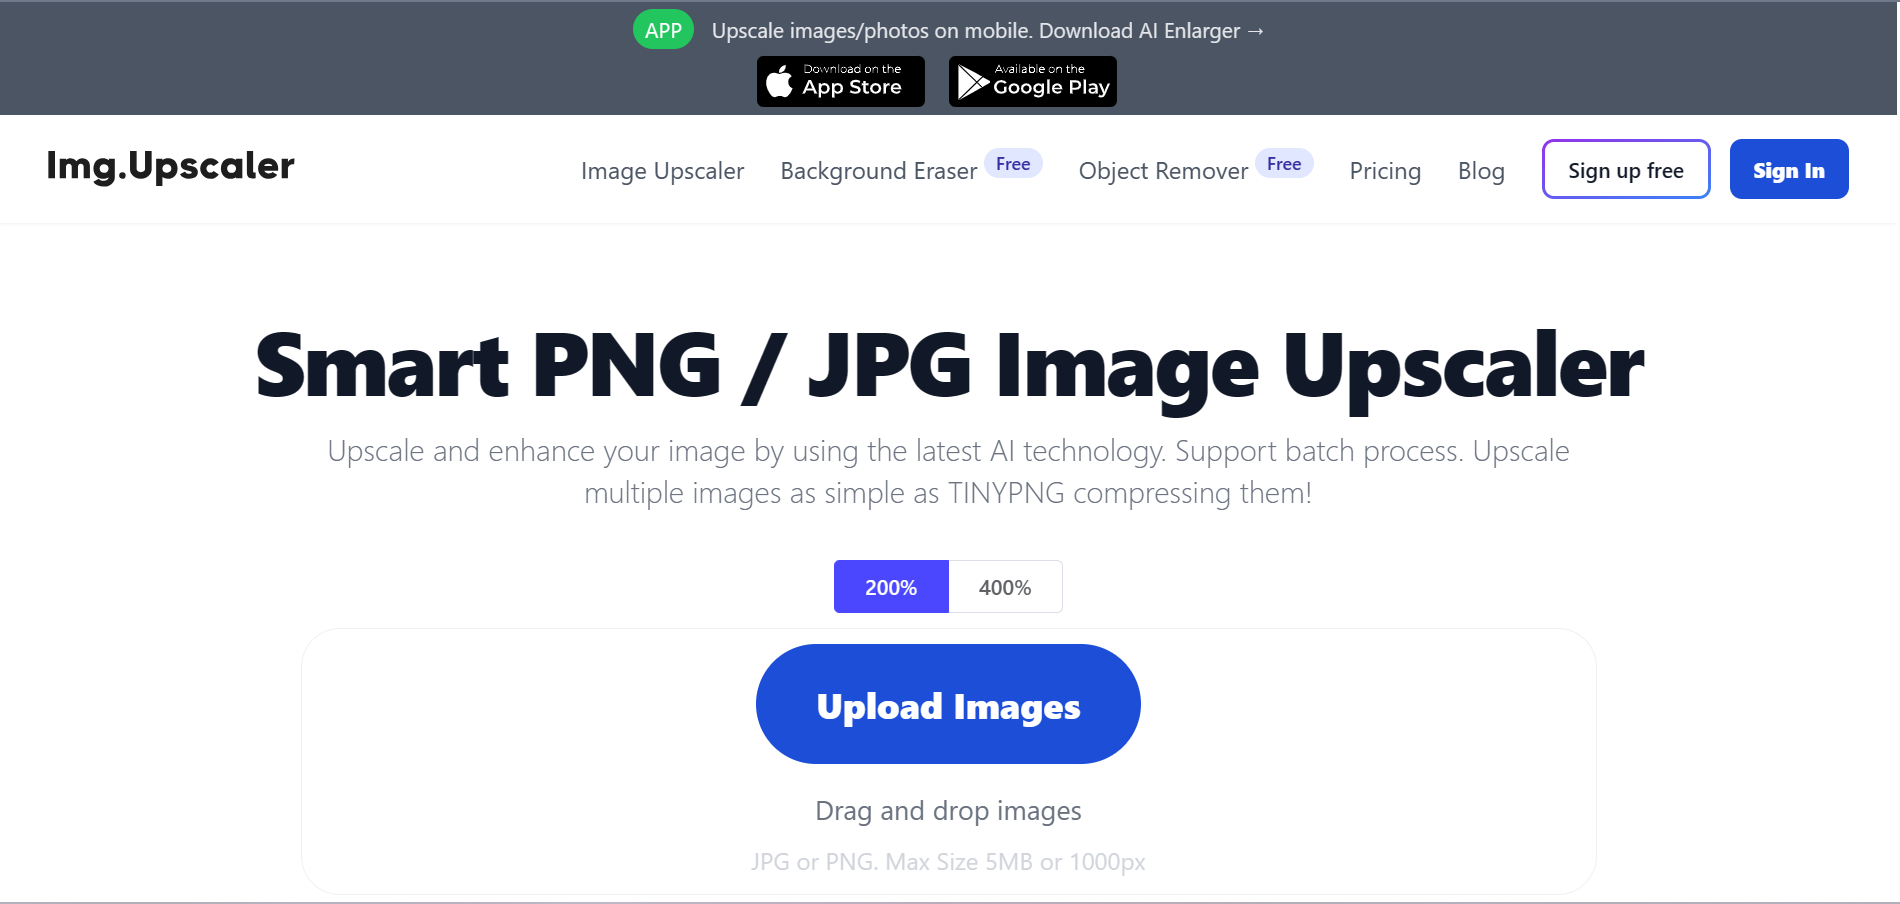 APP Upscale images/photos on mobile. Download AI Enlarger →
Download on the
App Store
Available on the
Google Play
Img.Upscaler
Image Upscaler
Background Eraser Free
Object Remover Free
Pricing
Blog
Sign up free
Sign In
Smart PNG / JPG Image Upscaler
Upscale and enhance your image by using the latest AI technology. Support batch process. Upscale
multiple images as simple as TINYPNG compressing them!
200% 400%
Upload Images
Drag and drop images
JPG or PNG. Max Size 5MB or 1000px